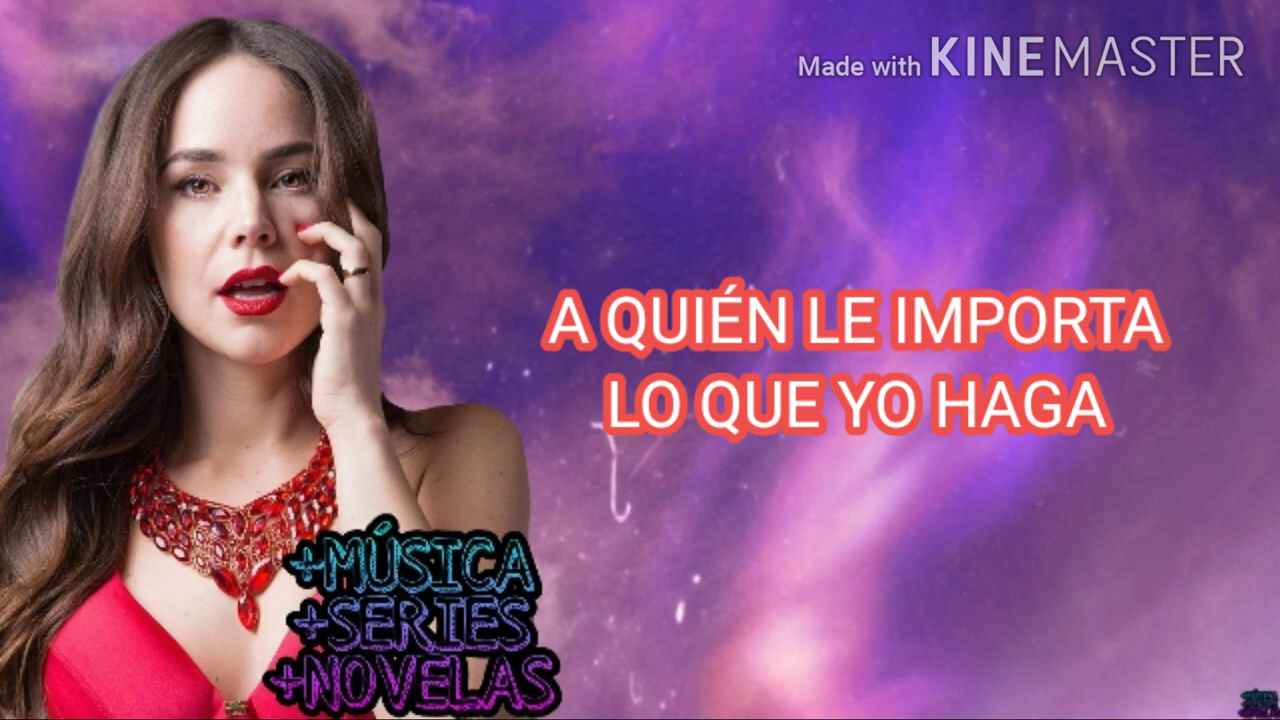 Made with KINEMASTER
A QUIÉN LE IMPORTA
LO QUE YO HAGA
+MÚSICA
+SERIES
+NOVELAS